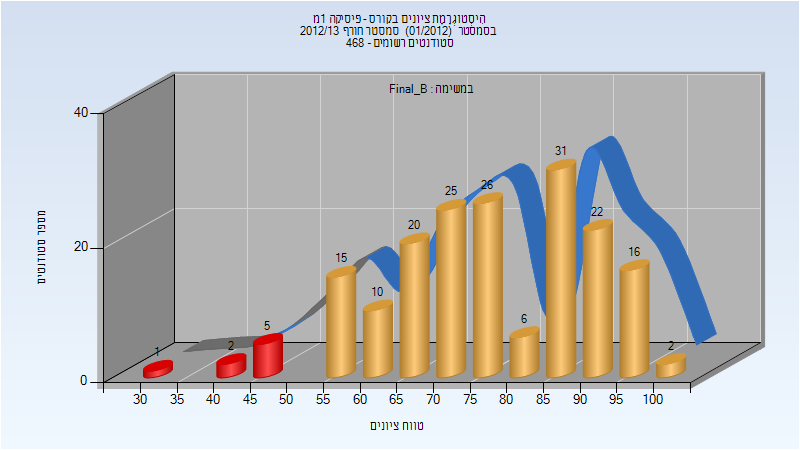 היסטוגרמת ציונים בקורס - פיסיקה 1מ
בסמסטר (01/2012) סמסטר חורף 2012/13
סטודנטים רשומים - 468
במשימה : Final_B
מספר סטודנטים
40
20
0
1
2
5
15
10
20
25
26
6
31
22
16
2
30 35 40 45 50 55 60 65 70 75 80 85 90 95 100
טווח ציונים